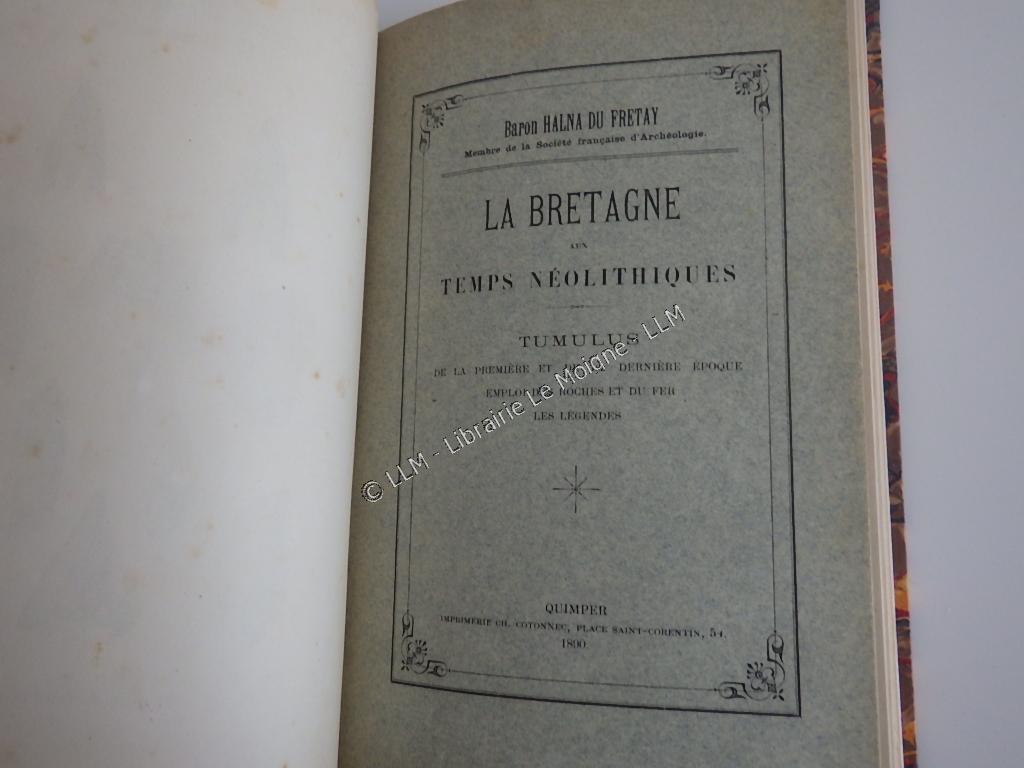 Baron HALNA DU FRETAY
Membre de la Société française d'Archéologie.
LA BRETAGNE
AUX
TEMPS NÉOLITHIQUES
TUMULUS
DE LA PREMIÈRE ET DERNIÈRE ÉPOQUE
EMPLOI DES ROCHES ET DU FER
LES LÉGENDES
© LLM - Librairie Le Moigne - LLM
QUIMPER
IMPRIMERIE CH. COTONNEC, PLACE SAINT-CORENTIN, 54,
1890